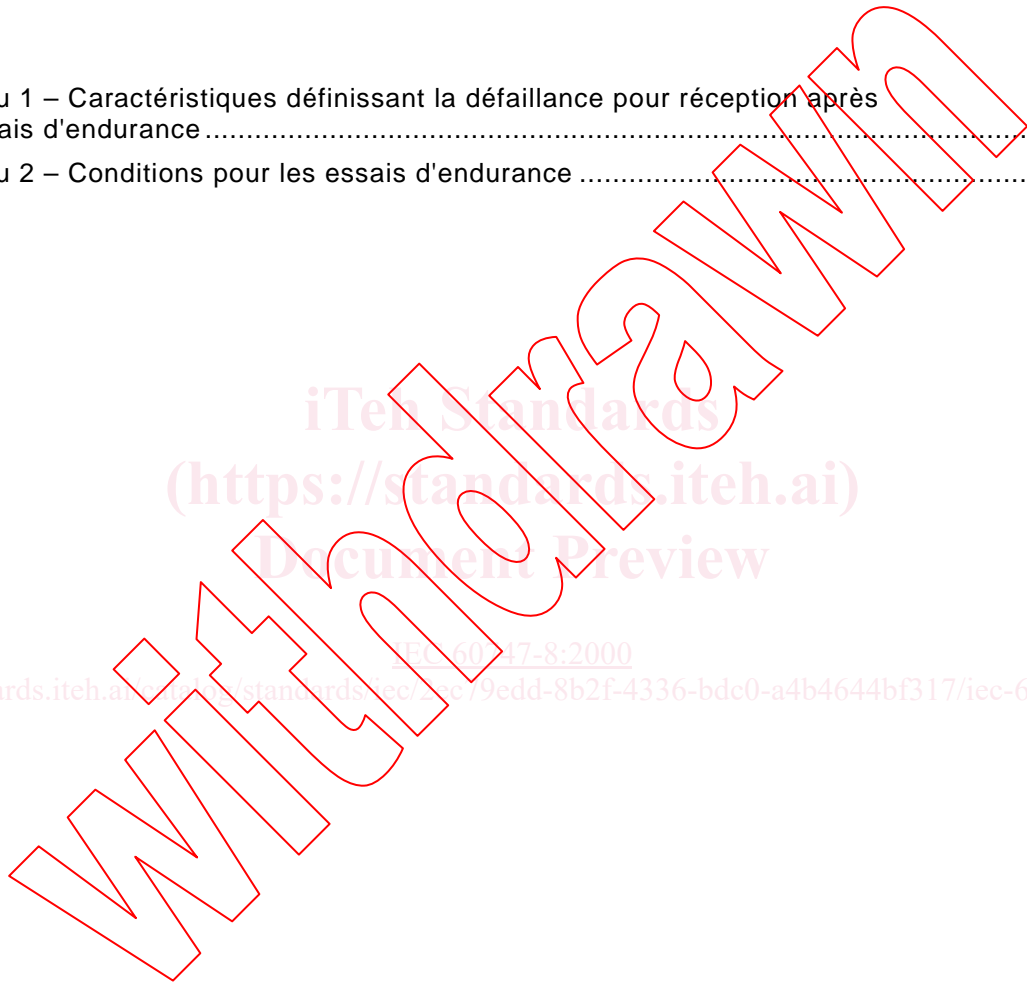 u 1 – Caractéristiques définissant la défaillance pour réception après
ais d'endurance ....................................................................................................
u 2 – Conditions pour les essais d'endurance ......................................................
iTeh Standards
(https://standards.iteh.ai)
Document Preview
IEC 60747-8:2000
ards.iteh.ai/catalog/standards/iec/2ec79edd-8b2f-4336-bdc0-a4b4644bf317/iec-6
withdrawn